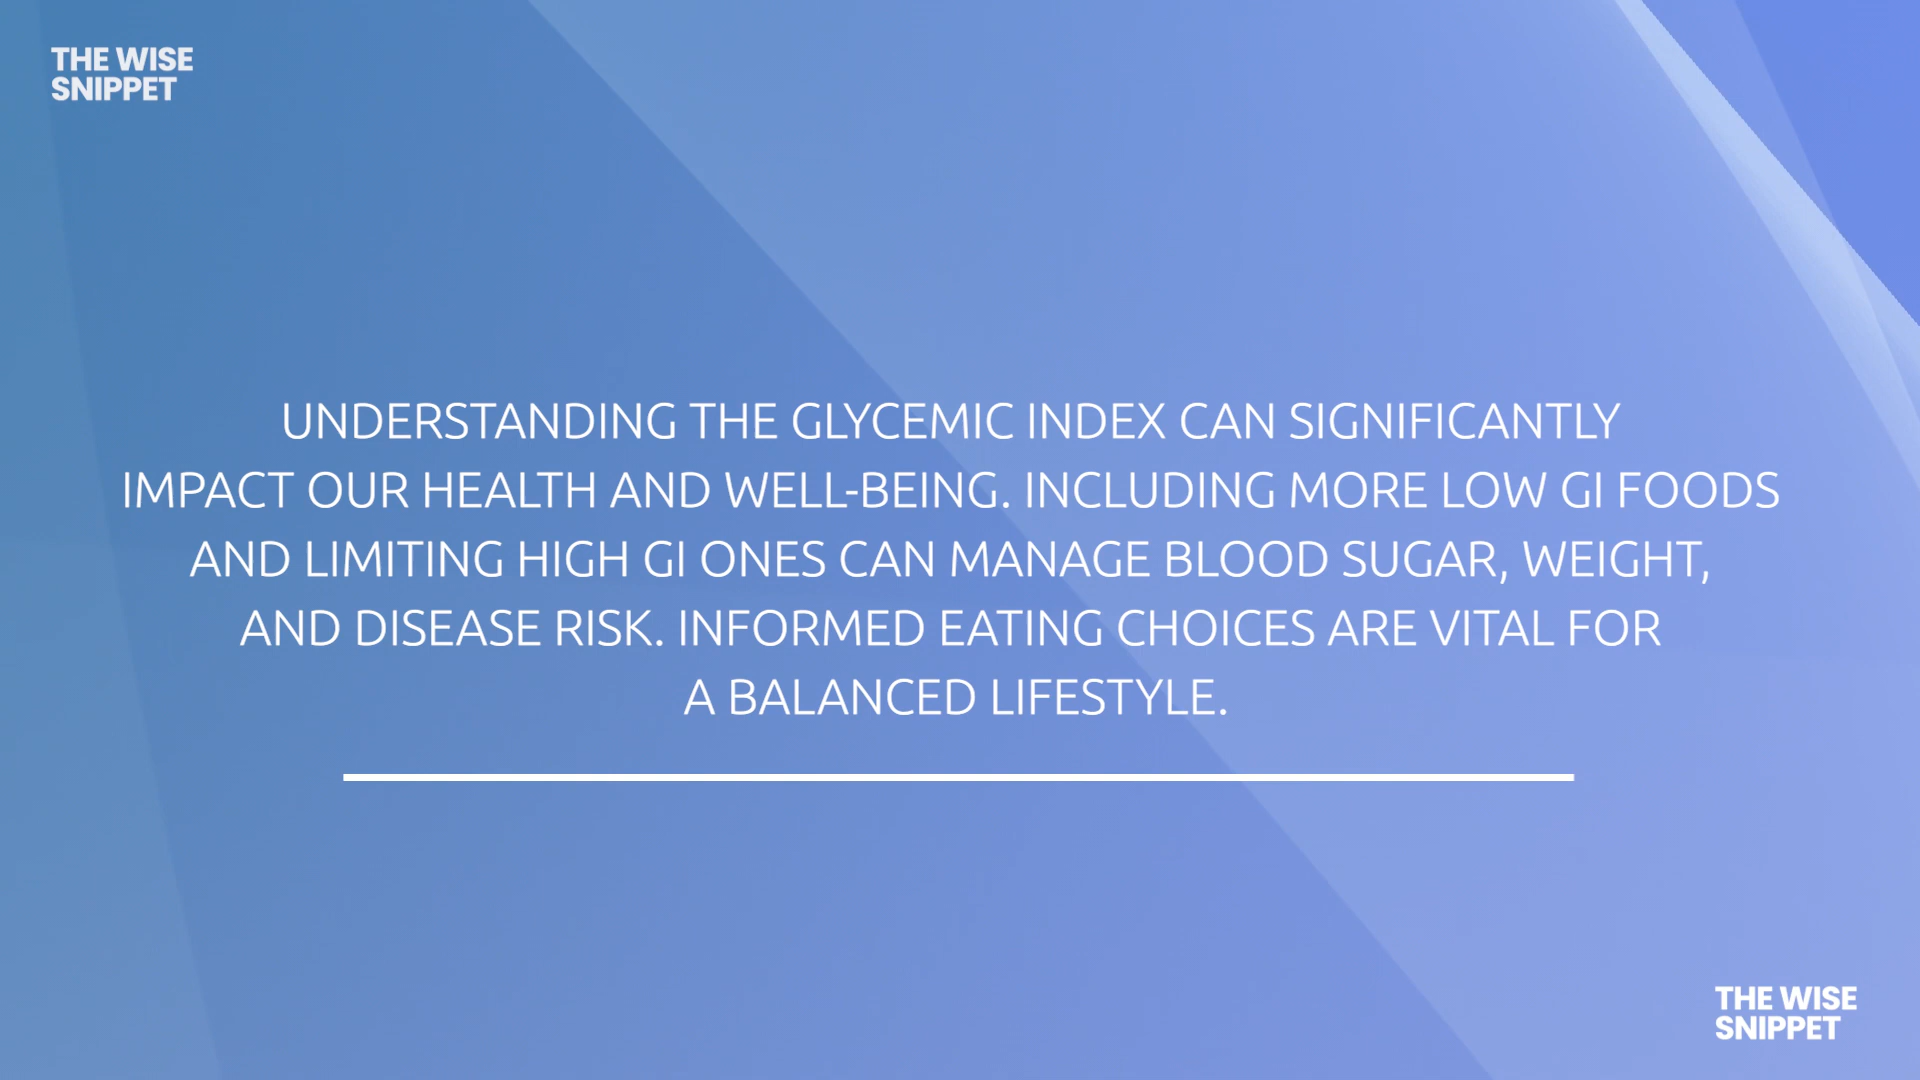 THE WISE
SNIPPET
UNDERSTANDING THE GLYCEMIC INDEX CAN SIGNIFICANTLY
IMPACT OUR HEALTH AND WELL-BEING. INCLUDING MORE LOW GI FOODS
AND LIMITING HIGH GI ONES CAN MANAGE BLOOD SUGAR, WEIGHT,
AND DISEASE RISK. INFORMED EATING CHOICES ARE VITAL FOR
A BALANCED LIFESTYLE.
THE WISE
SNIPPET